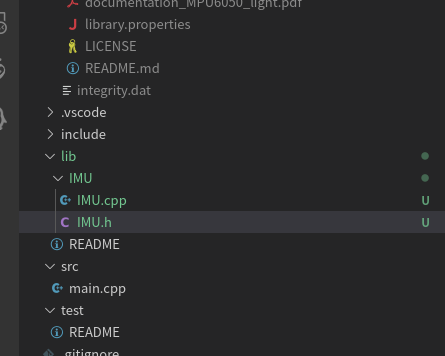 documentation_MPU6050_light.pdf
library.properties
LICENSE
README.md
integrity.dat
.vscode
include
lib
IMU
IMU.cpp U
IMU.h U
README
src
main.cpp
test
README
.gitignore